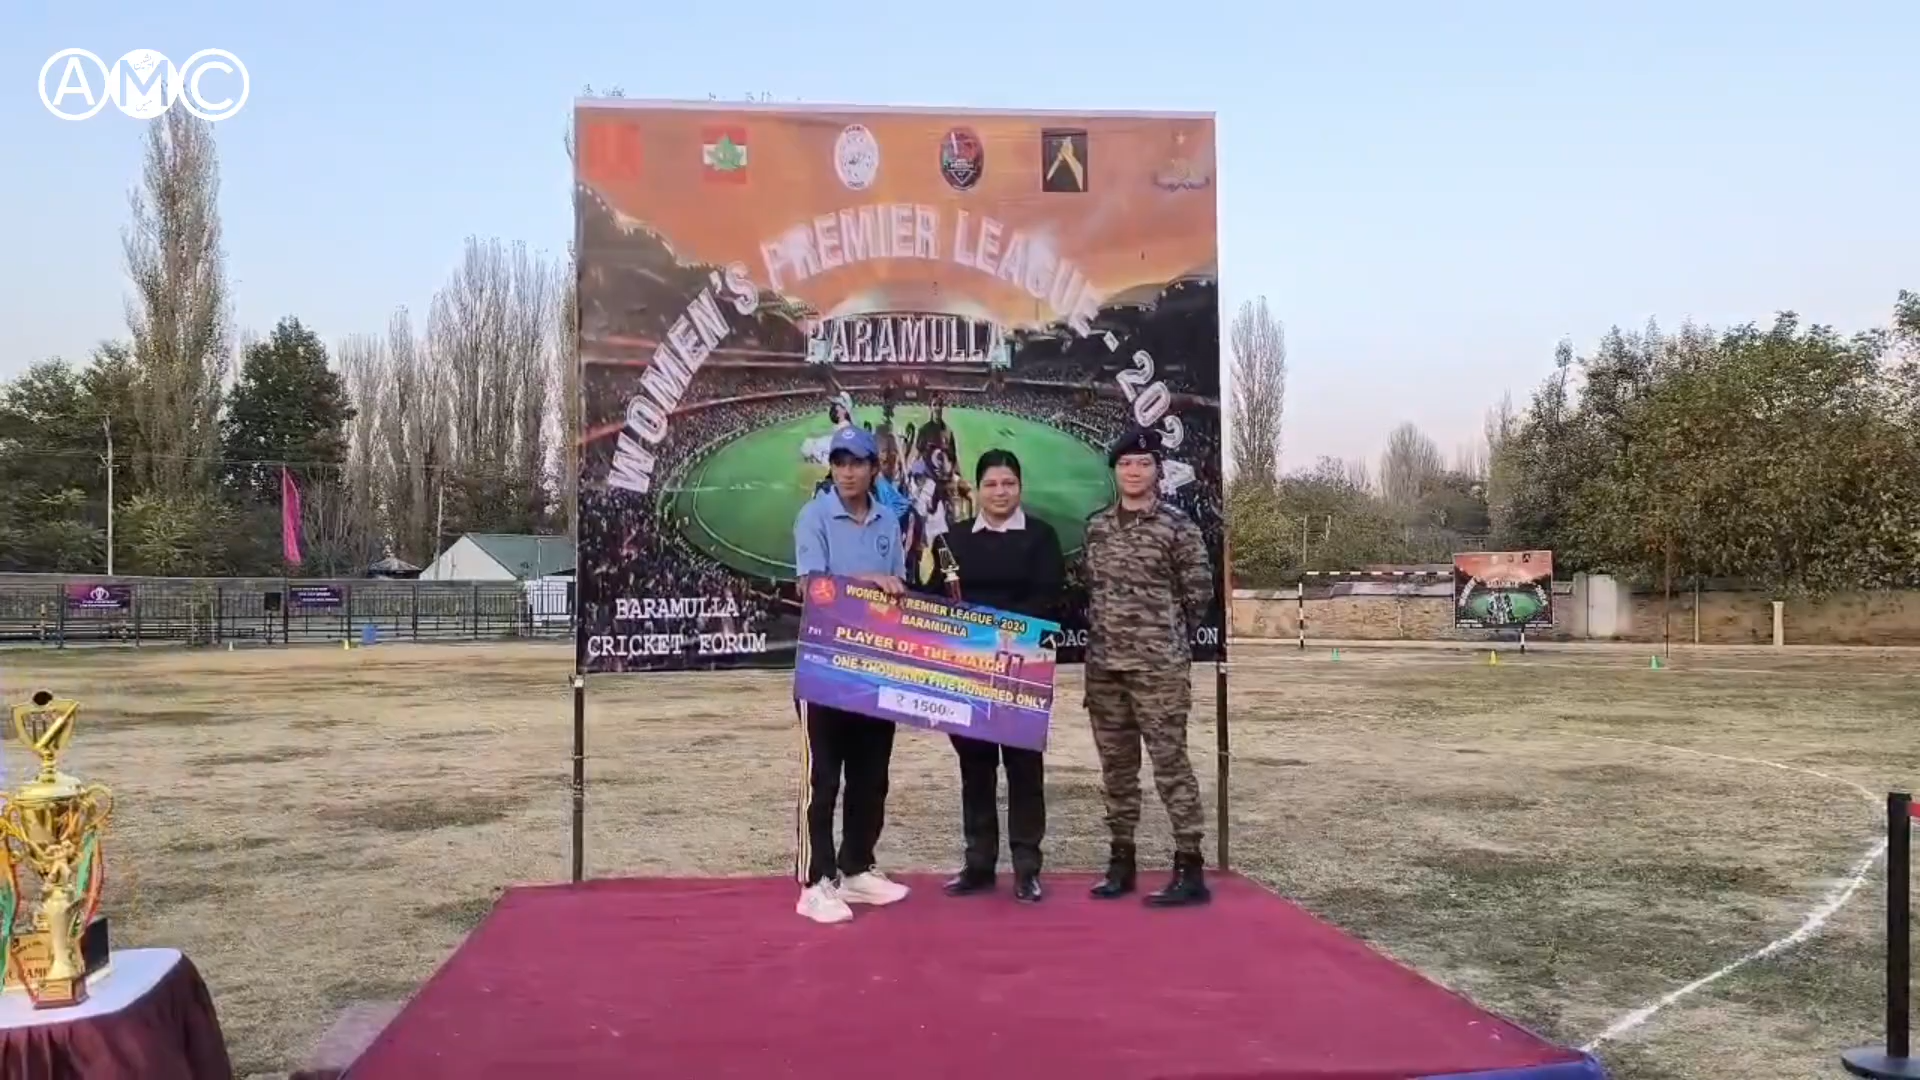 AMC
WOMEN'S PREMIER LEAGUE - 2024
BARAMULLA
BARAMULLA
CRICKET FORUM
WOMEN'S PREMIER LEAGUE - 2024
BARAMULLA
PAY PLAYER OF THE MATCH
ONE THOUSAND FIVE HUNDRED ONLY
₹ 1500/-